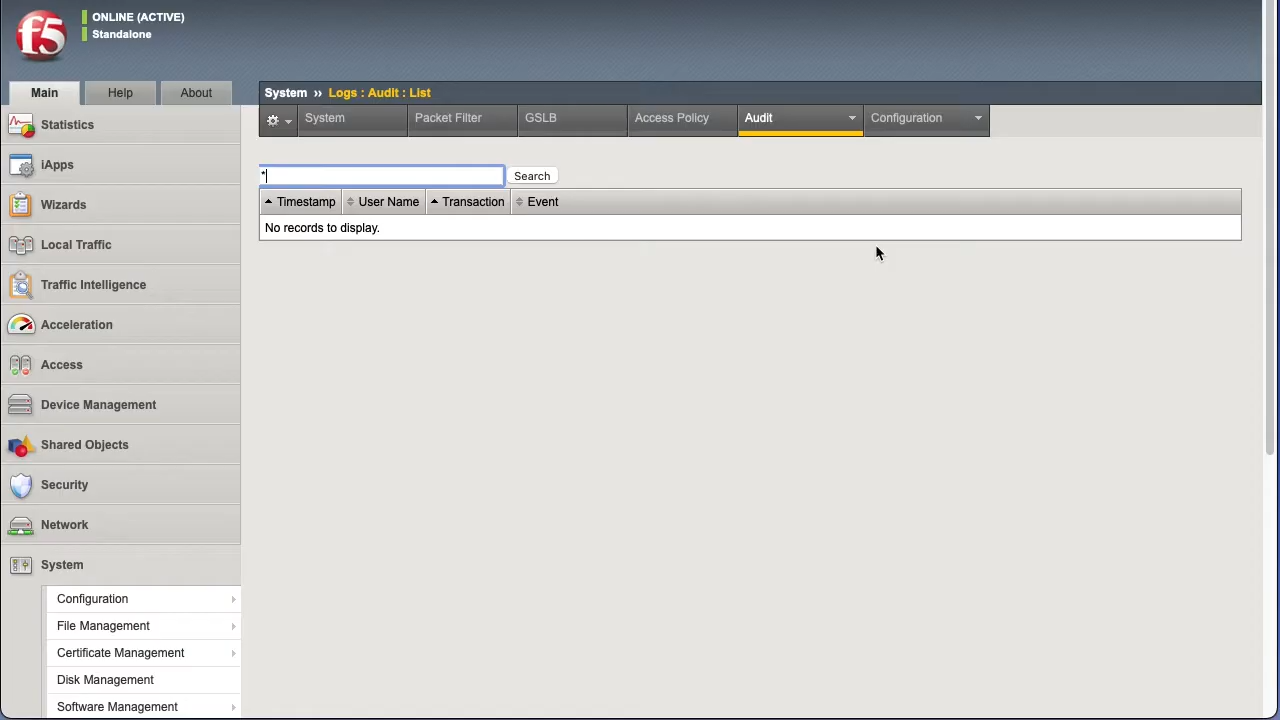 f5
ONLINE (ACTIVE)
Standalone
Main
Help
About
System ›› Logs : Audit : List
System
Packet Filter
GSLB
Access Policy
Audit
Configuration
*
Search
Timestamp
User Name
Transaction
Event
No records to display.
Statistics
iApps
Wizards
Local Traffic
Traffic Intelligence
Acceleration
Access
Device Management
Shared Objects
Security
Network
System
Configuration
File Management
Certificate Management
Disk Management
Software Management